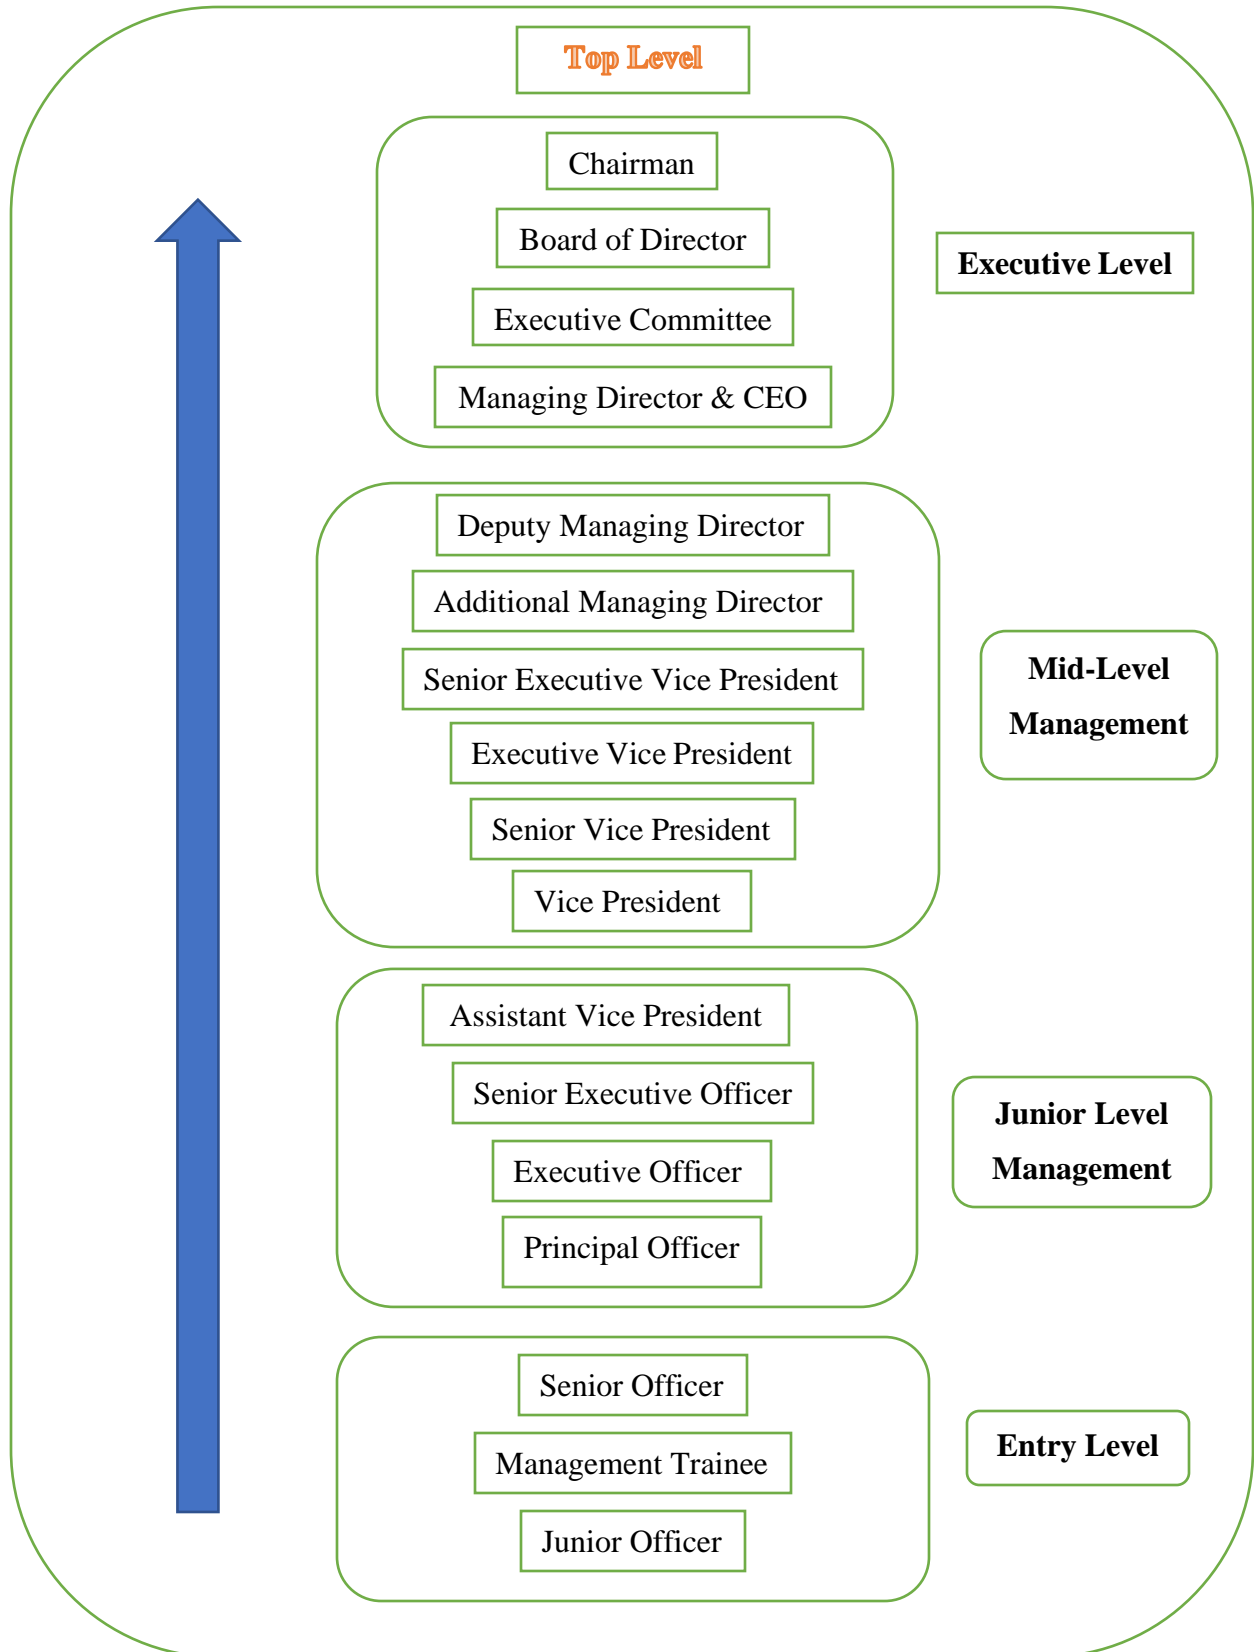 Top Level
Chairman
Board of Director
Executive Committee
Managing Director & CEO
Executive Level
Deputy Managing Director
Additional Managing Director
Senior Executive Vice President
Executive Vice President
Senior Vice President
Vice President
Mid-Level
Management
Assistant Vice President
Senior Executive Officer
Executive Officer
Principal Officer
Junior Level
Management
Senior Officer
Management Trainee
Junior Officer
Entry Level